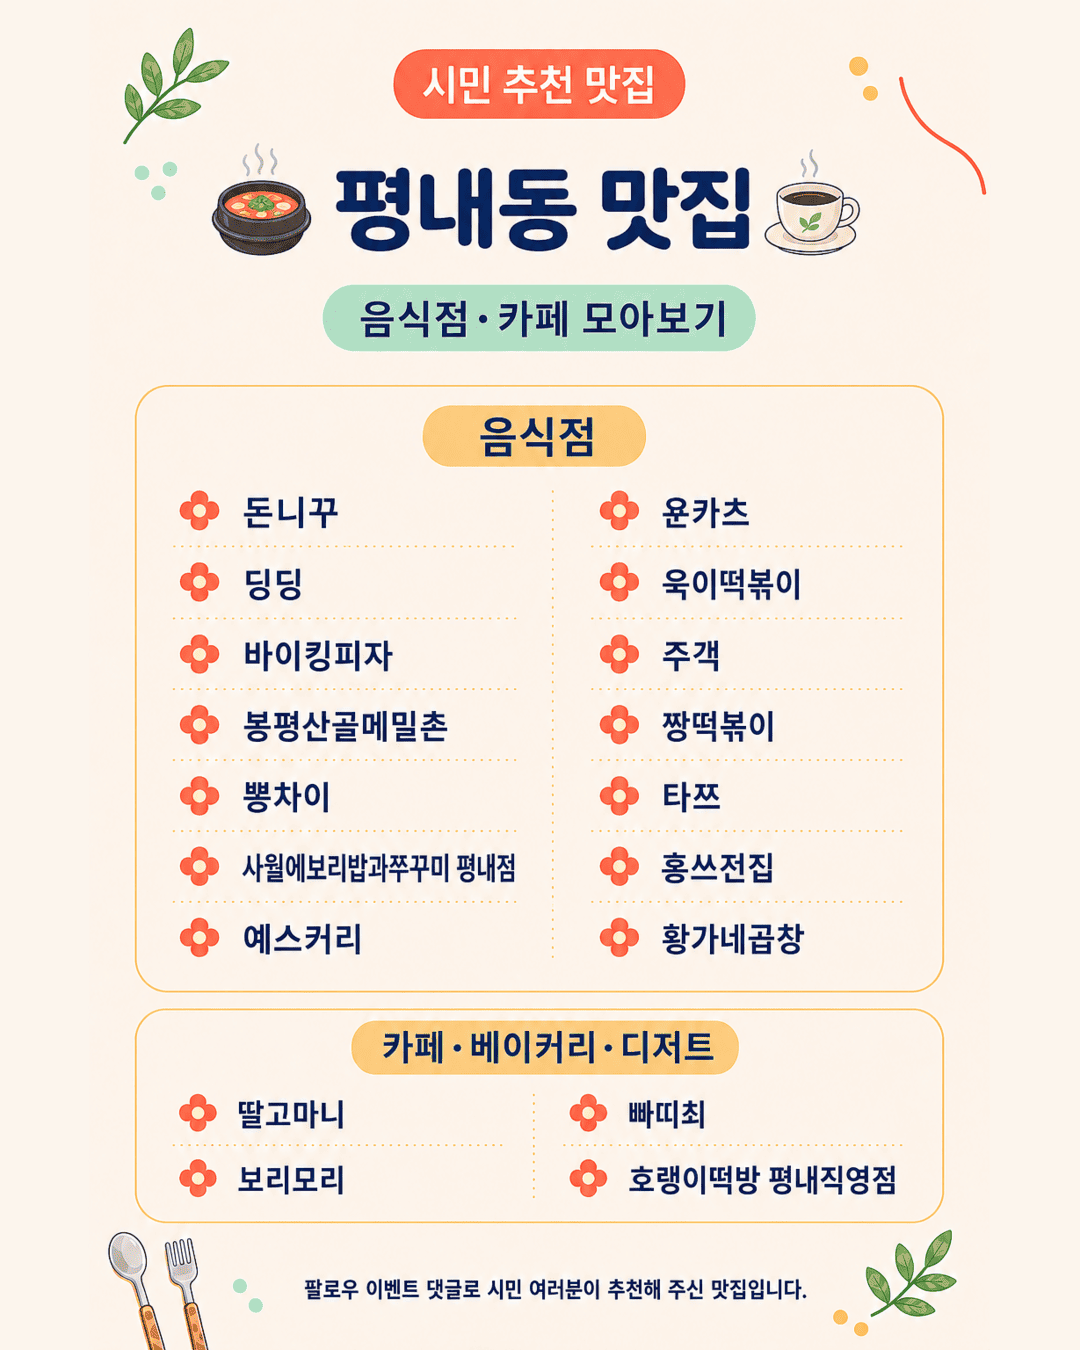 시민 추천 맛집
평내동 맛집
음식점·카페 모아보기
음식점
돈니꾸
딩딩
바이킹피자
봉평산골메밀촌
뽕차이
사월에보리밥과쭈꾸미 평내점
예스커리
윤카츠
욱이떡볶이
주객
짱떡볶이
타쯔
홍쓰전집
황가네곱창
카페·베이커리·디저트
딸고마니
보리모리
빠띠최
호랭이떡방 평내직영점
팔로우 이벤트 댓글로 시민 여러분이 추천해 주신 맛집입니다.